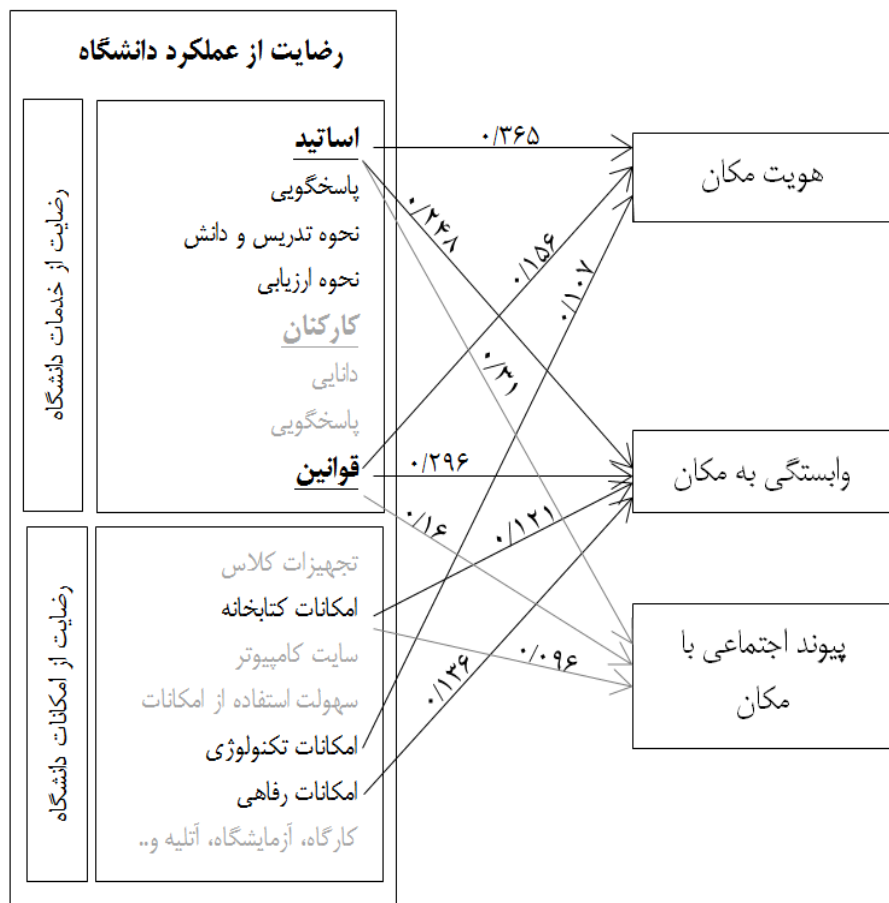 رضایت از عملکرد دانشگاه
رضایت از خدمات دانشگاه
اساتید
پاسخگویی
نحوه تدریس و دانش
نحوه ارزیابی
کارکنان
دانایی
پاسخگویی
قوانین
رضایت از امکانات دانشگاه
تجهیزات کلاس
امکانات کتابخانه
سایت کامپیوتر
سهولت استفاده از امکانات
امکانات تکنولوژی
امکانات رفاهی
کارگاه، آزمایشگاه، آتلیه و..
۰/۳۶۵
۰/۲۴۸
۰/۱۵۶
۰/۱۰۷
۰/۳۱
۰/۲۹۶
۰/۱۶
۰/۱۲۱
۰/۰۹۶
۰/۱۳۶
هویت مکان
وابستگی به مکان
پیوند اجتماعی با
مکان